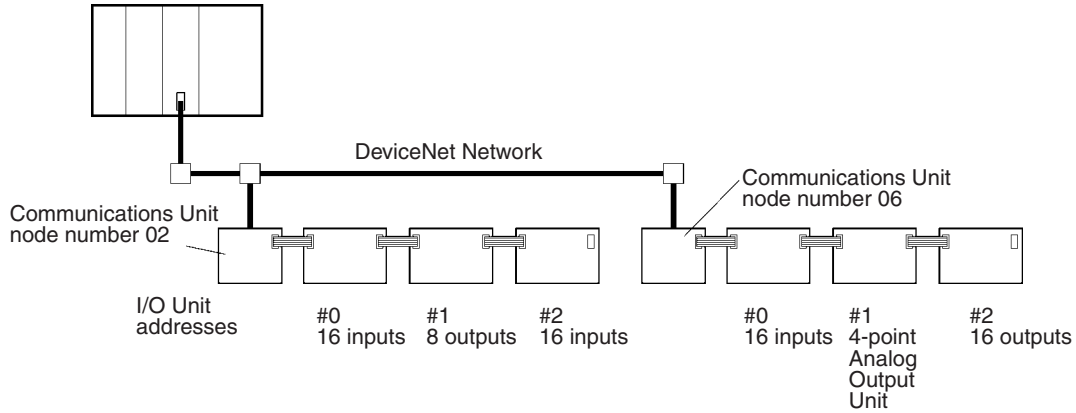 DeviceNet Network
Communications Unit
node number 02
Communications Unit
node number 06
I/O Unit
addresses
#0
16 inputs
#1
8 outputs
#2
16 inputs
#0
16 inputs
#1
4-point
Analog
Output
Unit
#2
16 outputs